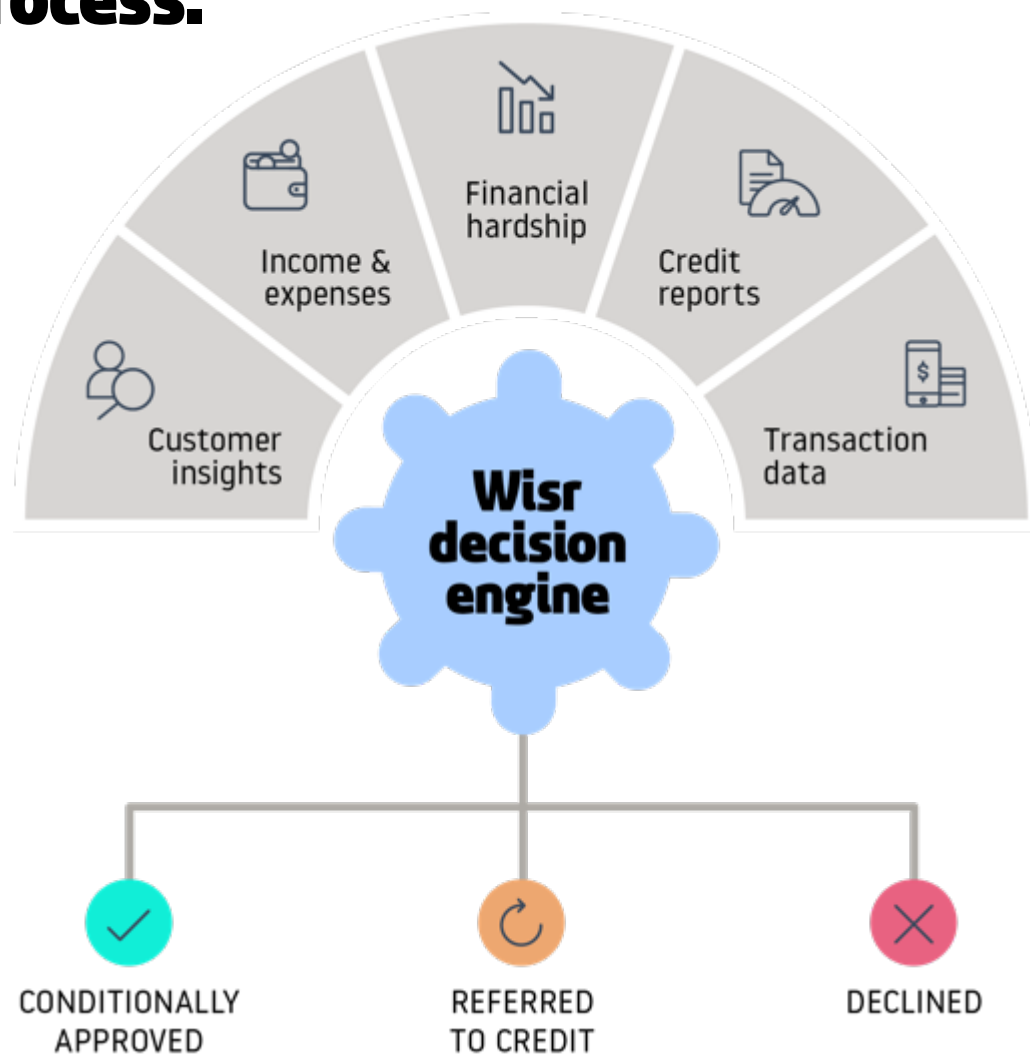 Financial
hardship
Income &
expenses
Credit
reports
Customer
insights
$
Transaction
data
Wisr
decision
engine
CONDITIONALLY
APPROVED
REFERRED
TO CREDIT
DECLINED